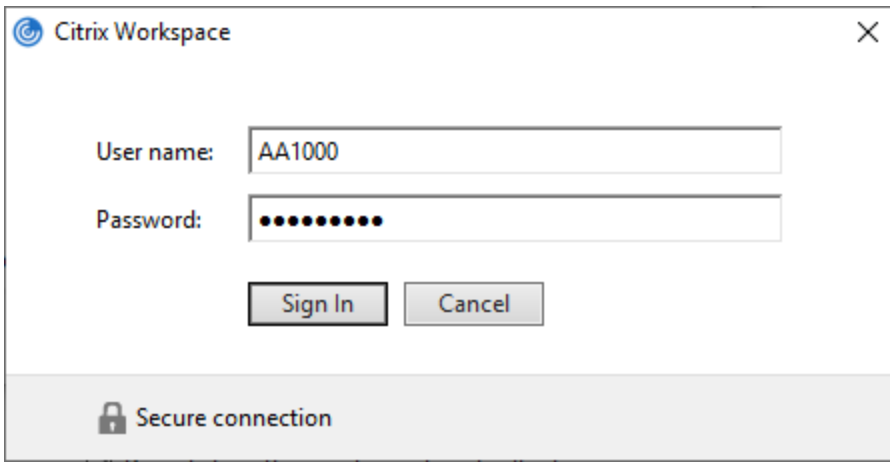 Citrix Workspace
User name: AA1000
Password: ●●●●●●●●●
Sign In Cancel
Secure connection